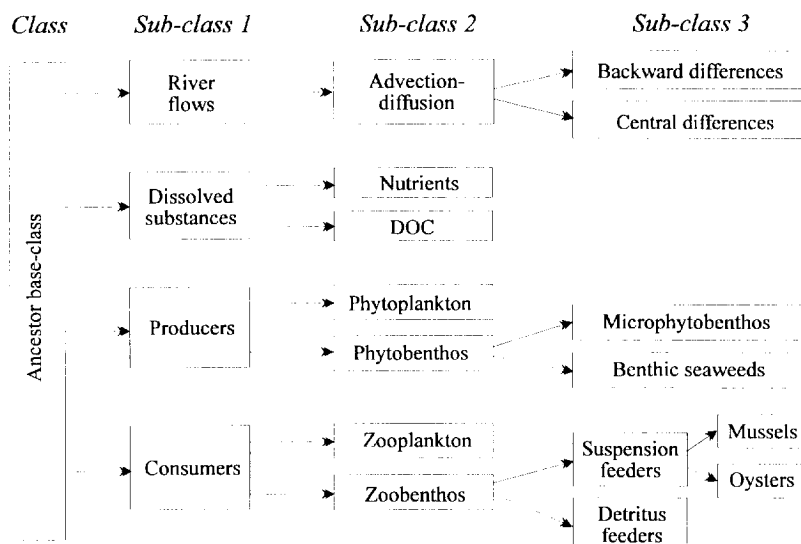 Class
Sub-class 1
Sub-class 2
Sub-class 3
Ancestor base-class
River
flows
Advection-
diffusion
Backward differences
Central differences
Dissolved
substances
Nutrients
DOC
Producers
Phytoplankton
Phytobenthos
Microphytobenthos
Benthic seaweeds
Consumers
Zooplankton
Zoobenthos
Suspension
feeders
Mussels
Oysters
Detritus
feeders